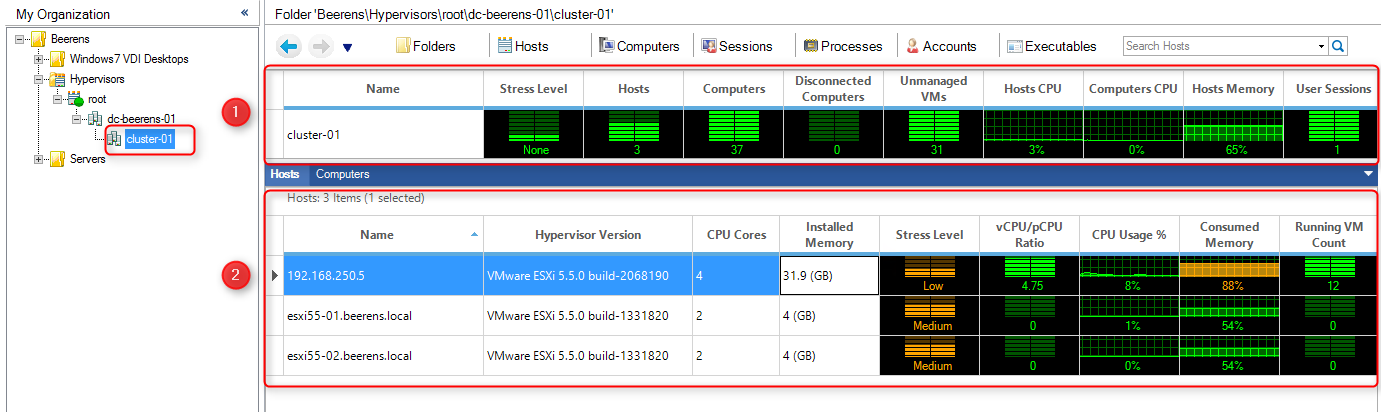 My Organization «
Folder 'Beerens\Hypervisors\root\dc-beerens-01\cluster-01'
Beerens
Windows7 VDI Desktops
Hypervisors
root
dc-beerens-01
cluster-01
Servers
Folders Hosts Computers Sessions Processes Accounts Executables Search Hosts
1
Name Stress Level Hosts Computers Disconnected Computers Unmanaged VMs Hosts CPU Computers CPU Hosts Memory User Sessions
cluster-01 None 3 37 0 31 3% 0% 65% 1
Hosts Computers
Hosts: 3 Items (1 selected)
2
Name Hypervisor Version CPU Cores Installed Memory Stress Level vCPU/pCPU Ratio CPU Usage % Consumed Memory Running VM Count
192.168.250.5 VMware ESXi 5.5.0 build-2068190 4 31.9 (GB) Low 4.75 8% 88% 12
esxi55-01.beerens.local VMware ESXi 5.5.0 build-1331820 2 4 (GB) Medium 0 1% 54% 0
esxi55-02.beerens.local VMware ESXi 5.5.0 build-1331820 2 4 (GB) Medium 0 0% 54% 0